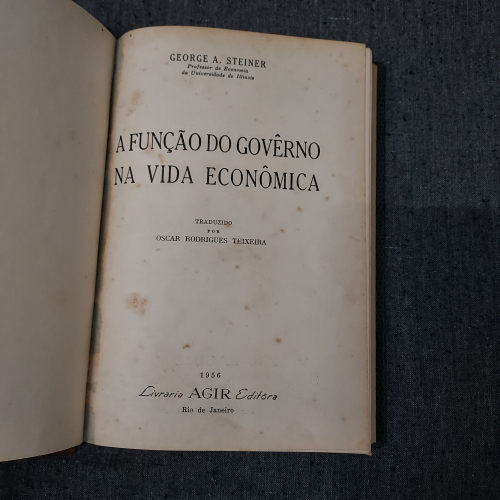 GEORGE A. STEINER
Professor de Economia
da Universidade de Illinois
A FUNÇÃO DO GOVÊRNO
NA VIDA ECONÔMICA
TRADUZIDO
POR
OSCAR RODRIGUES TEIXEIRA
1956
Livraria AGIR Editôra
Rio de Janeiro